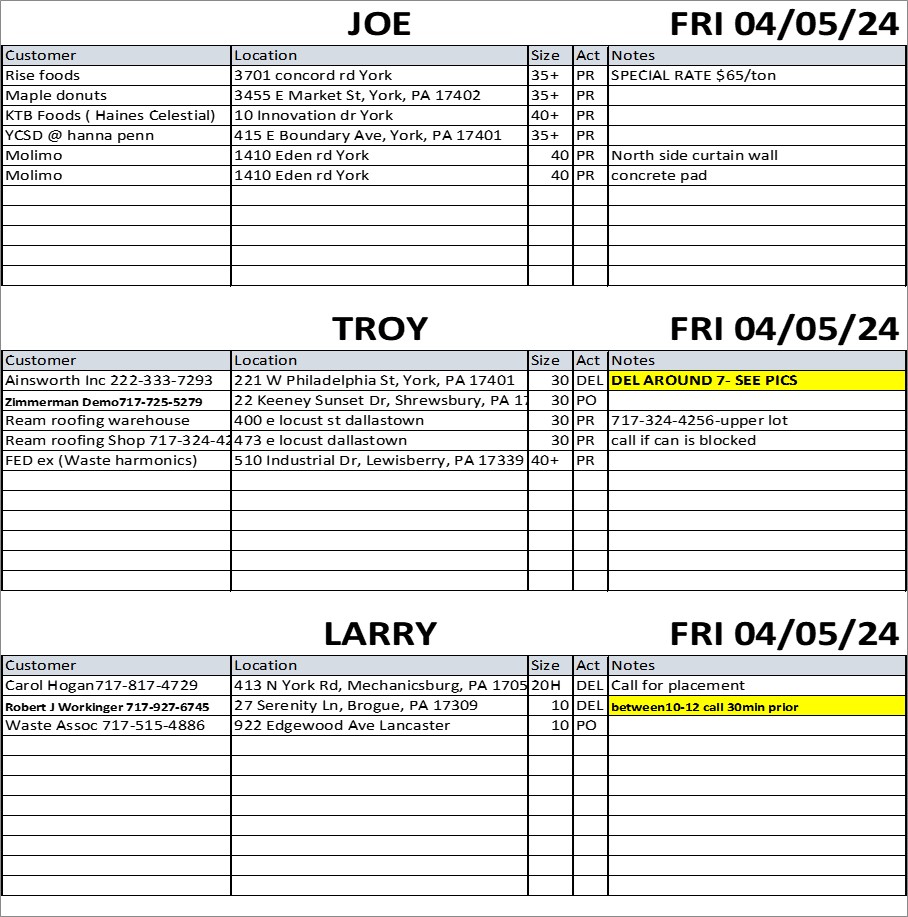 JOE FRI 04/05/24
Customer Location Size Act Notes
Rise foods 3701 concord rd York 35+ PR SPECIAL RATE $65/ton
Maple donuts 3455 E Market St, York, PA 17402 35+ PR
KTB Foods ( Haines Celestial) 10 Innovation dr York 40+ PR
YCSD @ hanna penn 415 E Boundary Ave, York, PA 17401 35+ PR
Molimo 1410 Eden rd York 40 PR North side curtain wall
Molimo 1410 Eden rd York 40 PR concrete pad
TROY FRI 04/05/24
Customer Location Size Act Notes
Ainsworth Inc 222-333-7293 221 W Philadelphia St, York, PA 17401 30 DEL DEL AROUND 7- SEE PICS
Zimmerman Demo717-725-5279 22 Keeney Sunset Dr, Shrewsbury, PA 17 30 PO
Ream roofing warehouse 400 e locust st dallastown 30 PR 717-324-4256-upper lot
Ream roofing Shop 717-324-42 473 e locust dallastown 30 PR call if can is blocked
FED ex (Waste harmonics) 510 Industrial Dr, Lewisberry, PA 17339 40+ PR
LARRY FRI 04/05/24
Customer Location Size Act Notes
Carol Hogan717-817-4729 413 N York Rd, Mechanicsburg, PA 1705 20H DEL Call for placement
Robert J Workinger 717-927-6745 27 Serenity Ln, Brogue, PA 17309 10 DEL between10-12 call 30min prior
Waste Assoc 717-515-4886 922 Edgewood Ave Lancaster 10 PO